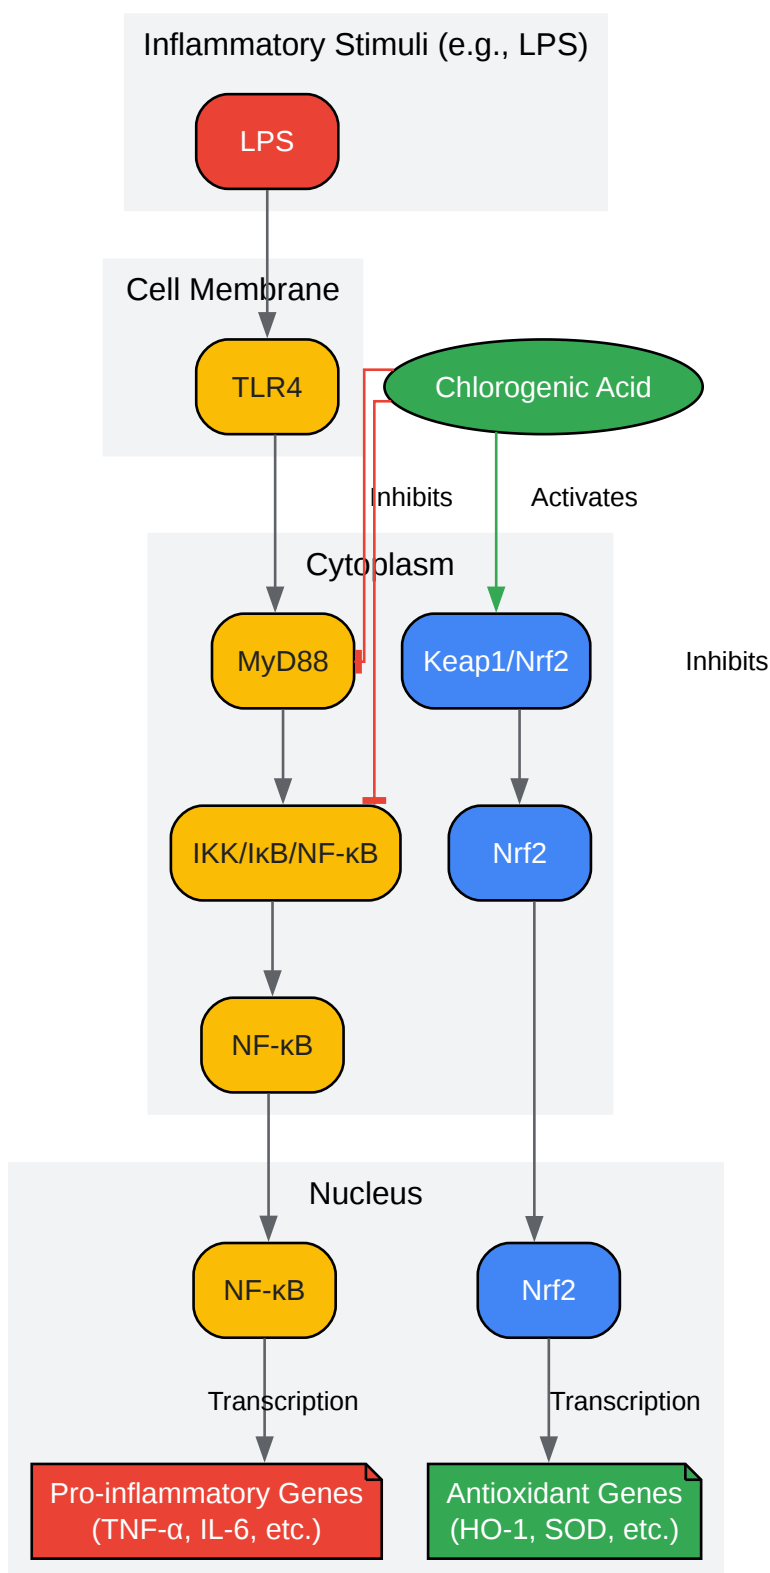 Inflammatory Stimuli (e.g., LPS)
LPS
Cell Membrane
TLR4
Chlorogenic Acid
Inhibits
Activates
Cytoplasm
MyD88
Keap1/Nrf2
Inhibits
IKK/IκB/NF-κB
Nrf2
NF-κB
Nucleus
NF-κB
Nrf2
Transcription
Transcription
Pro-inflammatory Genes
(TNF-α, IL-6, etc.)
Antioxidant Genes
(HO-1, SOD, etc.)